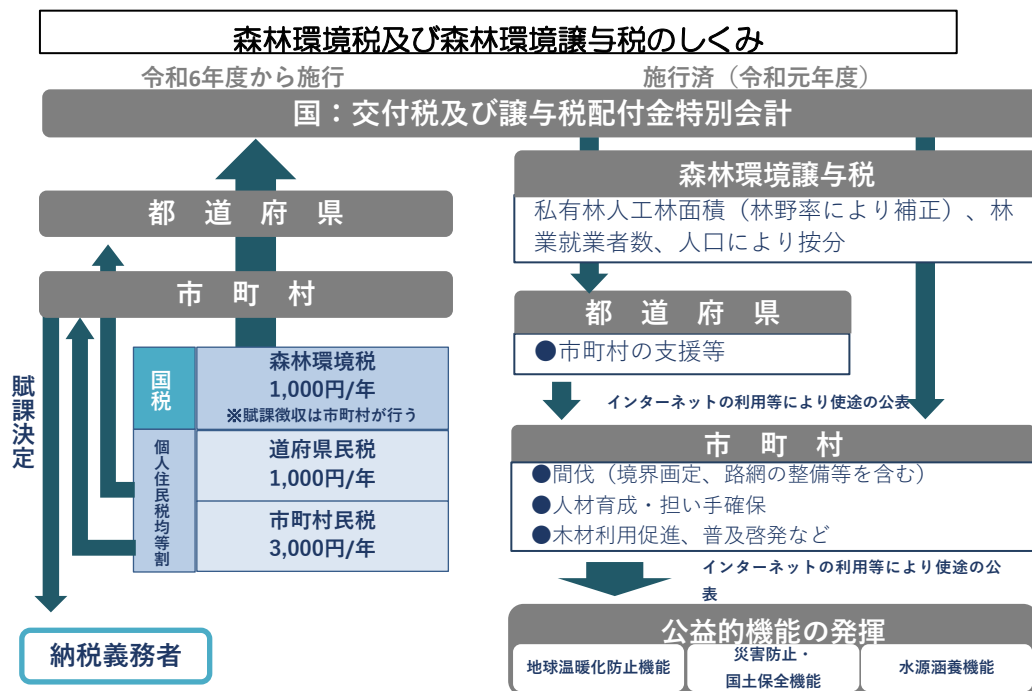 森林環境税及び森林環境譲与税のしくみ
令和6年度から施行
施行済（令和元年度）
国：交付税及び譲与税配付金特別会計
都 道 府 県
市 町 村
賦課決定
国税
森林環境税
1,000円/年
※賦課徴収は市町村が行う
個人住民税均等割
道府県民税
1,000円/年
市町村民税
3,000円/年
納税義務者
森林環境譲与税
私有林人工林面積（林野率により補正）、林
業就業者数、人口により按分
都 道 府 県
●市町村の支援等
インターネットの利用等により使途の公表
市 町 村
●間伐（境界画定、路網の整備等を含む）
●人材育成・担い手確保
●木材利用促進、普及啓発など
インターネットの利用等により使途の公
表
公益的機能の発揮
地球温暖化防止機能
災害防止・
国土保全機能
水源涵養機能